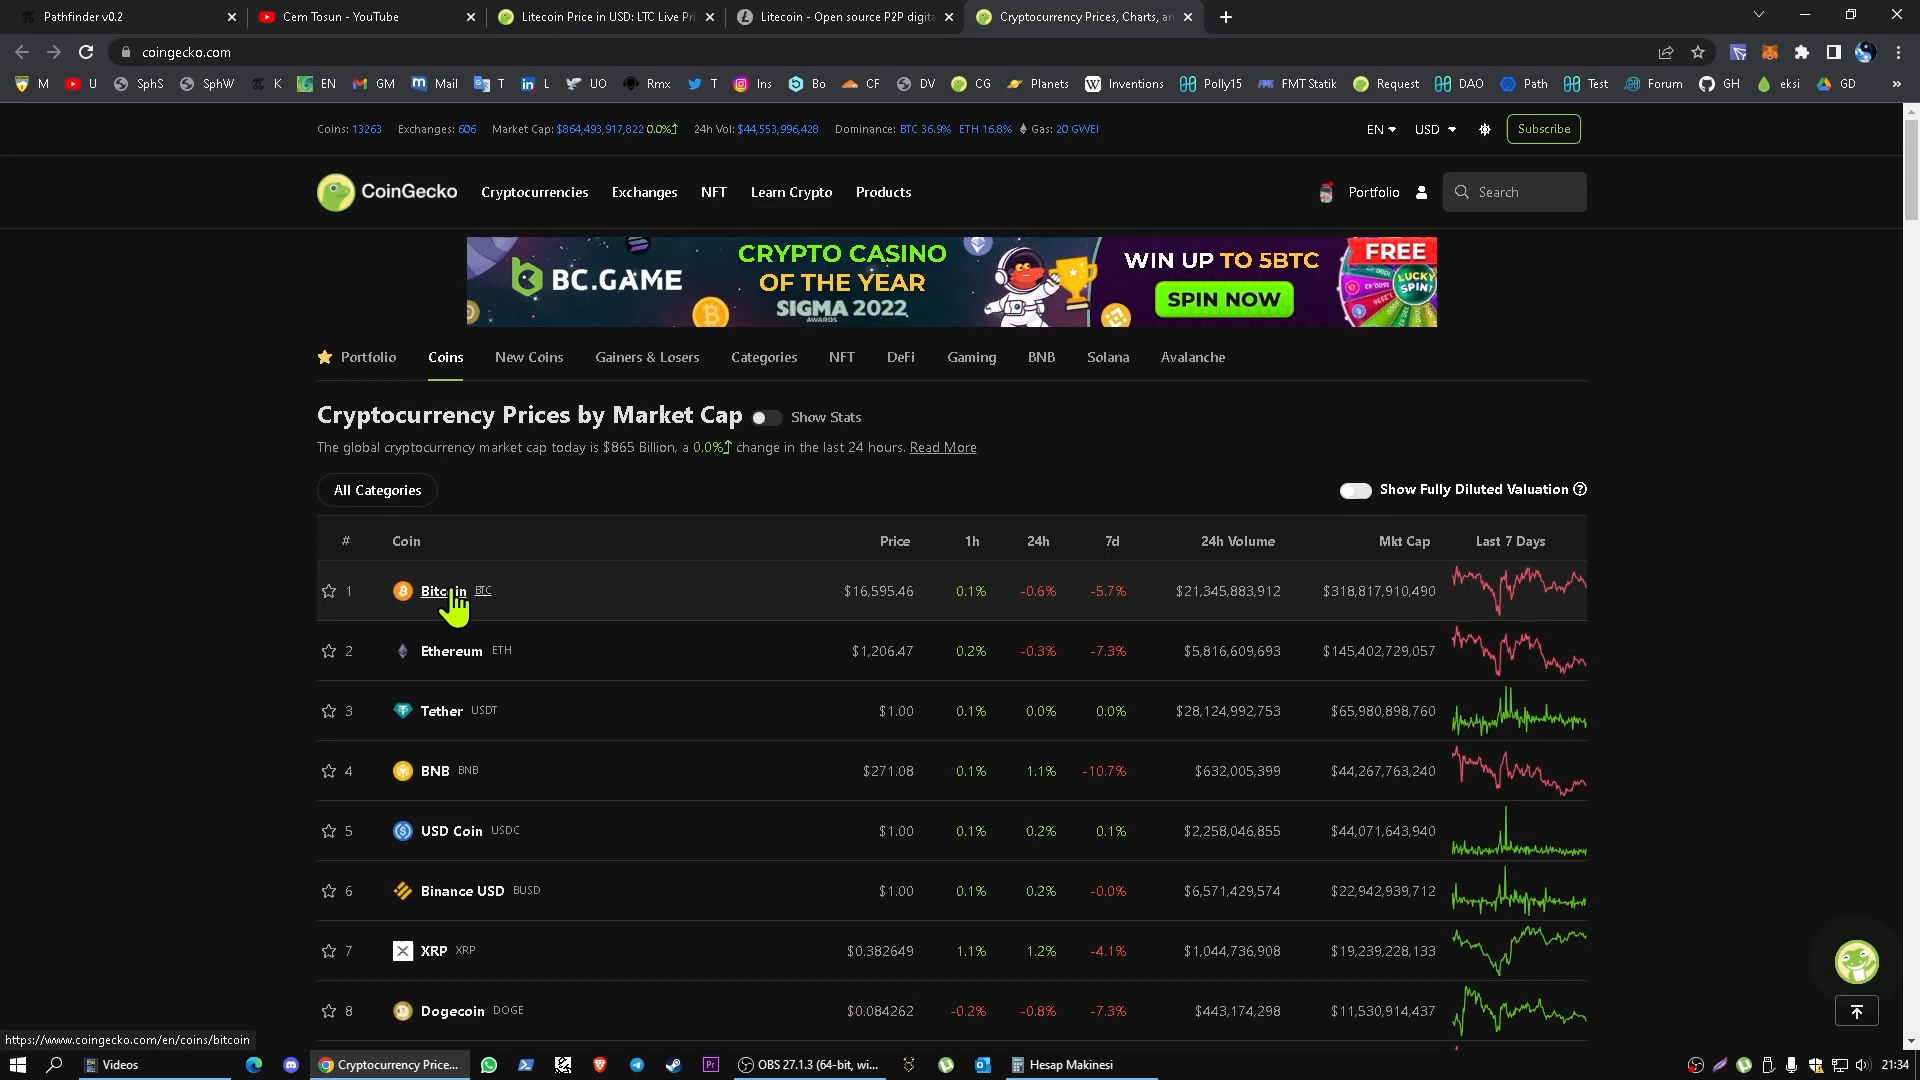 Pathfinder v0.2
Cem Tosun - YouTube
Litecoin Price in USD: LTC Live Pri
Litecoin - Open source P2P digita
Cryptocurrency Prices, Charts, an
coingecko.com
M U SphS SphW K EN GM Mail T L UO Rmx T Ins Bo CF DV CG Planets Inventions Polly15 FMT Statik Request DAO Path Test Forum GH eksi GD »
Coins: 13263 Exchanges: 606 Market Cap: $864,493,917,822 0.0% 24h Vol: $44,553,996,428 Dominance: BTC 36.9% ETH 16.8% Gas: 20 GWEI
EN USD Subscribe
CoinGecko Cryptocurrencies Exchanges NFT Learn Crypto Products Portfolio Search
BC.GAME
CRYPTO CASINO
OF THE YEAR
SIGMA 2022
AWARDS
WIN UP TO 5BTC
SPIN NOW
FREE
LUCKY
SPIN!
Portfolio Coins New Coins Gainers & Losers Categories NFT DeFi Gaming BNB Solana Avalanche
Cryptocurrency Prices by Market Cap Show Stats
The global cryptocurrency market cap today is $865 Billion, a 0.0% change in the last 24 hours. Read More
All Categories Show Fully Diluted Valuation ?
# Coin Price 1h 24h 7d 24h Volume Mkt Cap Last 7 Days
1 Bitcoin BTC $16,595.46 0.1% -0.6% -5.7% $21,345,883,912 $318,817,910,490
2 Ethereum ETH $1,206.47 0.2% -0.3% -7.3% $5,816,609,693 $145,402,729,057
3 Tether USDT $1.00 0.1% 0.0% 0.0% $28,124,992,753 $65,980,898,760
4 BNB BNB $271.08 0.1% 1.1% -10.7% $632,005,399 $44,267,763,240
5 USD Coin USDC $1.00 0.1% 0.2% 0.1% $2,258,046,855 $44,071,643,940
6 Binance USD BUSD $1.00 0.1% 0.2% -0.0% $6,571,429,574 $22,942,939,712
7 XRP XRP $0.382649 1.1% 1.2% -4.1% $1,044,736,908 $19,239,228,133
8 Dogecoin DOGE $0.084262 -0.2% -0.8% -7.3% $443,174,298 $11,530,914,437
https://www.coingecko.com/en/coins/bitcoin
Videos Cryptocurrency Price... Pr OBS 27.1.3 (64-bit, wi... Hesap Makinesi 21:34